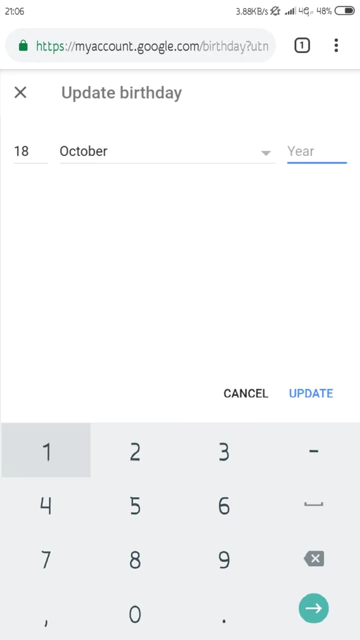 21:06 3.88KB/s 4G 48%
https://myaccount.google.com/birthday?utn 1
Update birthday
18 October Year
CANCEL UPDATE
1 2 3 -
4 5 6
7 8 9
, 0 .